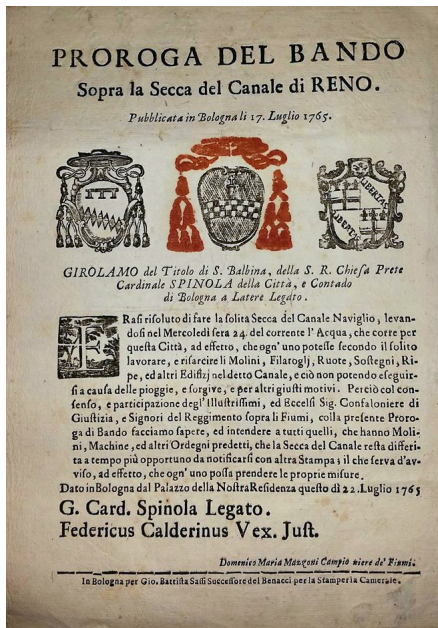 PROROGA DEL BANDO
Sopra la Secca del Canale di RENO.
Pubblicata in Bologna li 17. Luglio 1765.
LIBERTAS
LIBERTAS
GIROLAMO del Titolo di S. Balbina, della S. R. Chiesa Prete
Cardinale SPINOLA della Città, e Contado
di Bologna a Latere Legato.
ERasi risoluto di fare la solita Secca del Canale Naviglio, levan-
dosi nel Mercoledì sera 24. del corrente l'Acqua, che corre per
questa Città, ad effetto, che ogn' uno potesse secondo il solito
lavorare, e risarcire li Molini, Filatoglj, Ruote, Sostegni, Ri-
pe, ed altri Edifizj nel detto Canale, e ciò non potendo eseguir-
si a causa delle pioggie, e sorgive, e per altri giusti motivi. Perciò col con-
senso, e participazione degl' Illustrissimi, ed Eccelsi Sig. Confaloniere di
Giustizia, e Signori del Reggimento sopra li Fiumi, colla presente Proro-
ga di Bando facciamo sapere, ed intendere a tutti quelli, che hanno Moli-
ni, Machine, ed altri Ordegni predetti, che la Secca del Canale resta differi-
ta a tempo più opportuno da notificarsi con altra Stampa; il che serva d'av-
viso, ad effetto, che ogn' uno possa prendere le proprie misure.
Dato in Bologna dal Palazzo della Nostra Residenza questo dì 22. Luglio 1765
G. Card. Spinola Legato.
Federicus Calderinus Vex. Just.
Domenico Maria Mazzoni Campio niere de' Fiumi.
In Bologna per Gio. Battista Sassi Successore del Benacci per la Stamperia Camerale.